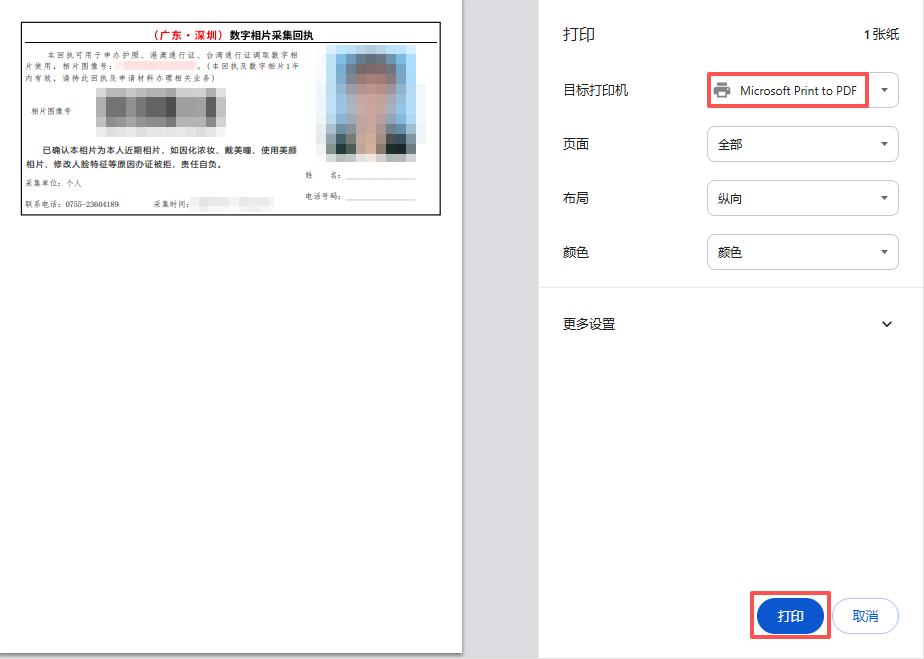 （广东·深圳）数字相片采集回执
本回执可用于申办护照、港澳通行证、台湾通行证调取数字相
片使用，相片图像号：。（本回执及数字相片1年
内有效，请持此回执及申请材料办理相关业务）
相片图像号
已确认本相片为本人近期相片，如因化浓妆、戴美瞳、使用美颜
相片、修改人脸特征等原因办证被拒，责任自负。
采集单位：个人
联系电话：0755-23604189 采集时间：
姓 名：
电话号码：
打印 1张纸
目标打印机 Microsoft Print to PDF
页面 全部
布局 纵向
颜色 颜色
更多设置
打印 取消